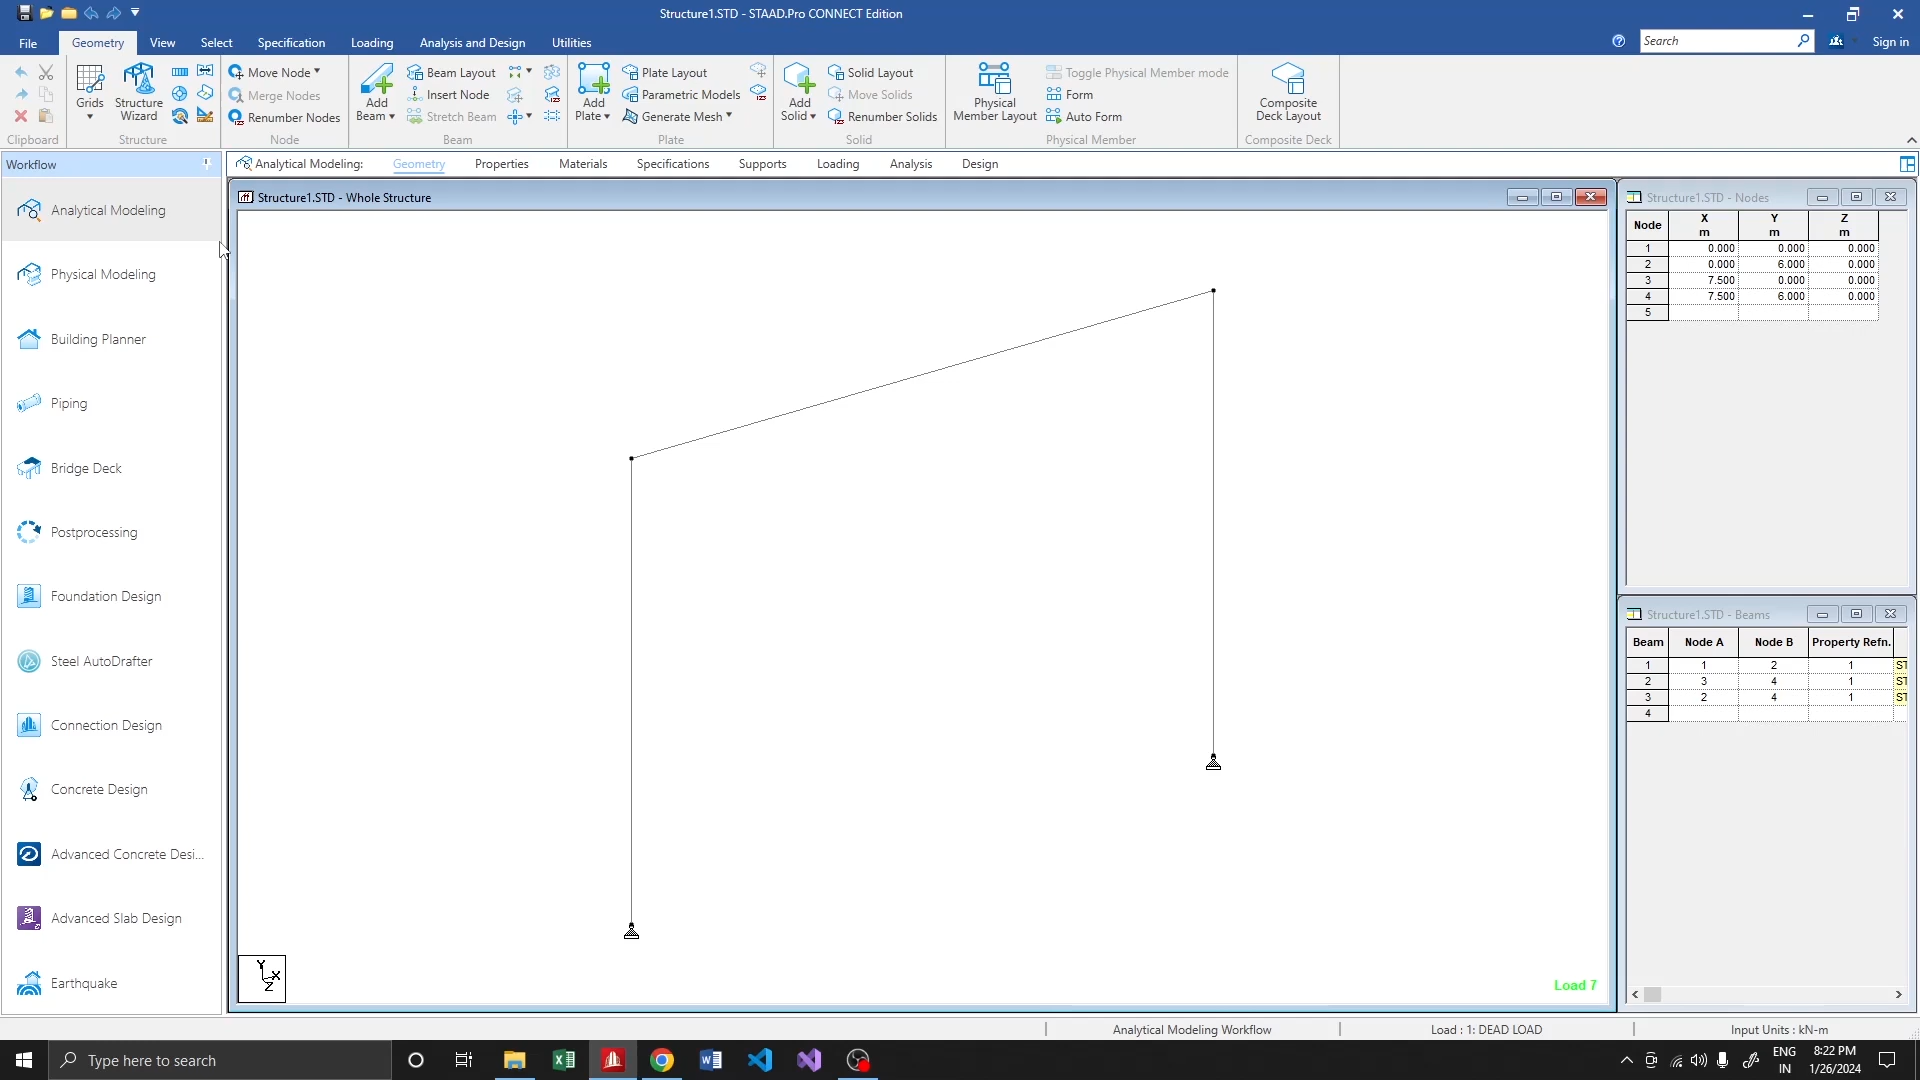 Structure1.STD - STAAD.Pro CONNECT Edition
File Geometry View Select Specification Loading Analysis and Design Utilities Search Sign in
Move Node Beam Layout Plate Layout Solid Layout Toggle Physical Member mode
Merge Nodes Insert Node Parametric Models Move Solids Form
Renumber Nodes Stretch Beam Generate Mesh Renumber Solids Auto Form
Grids Structure Wizard Add Beam Add Plate Add Solid Physical Member Layout Composite Deck Layout
Clipboard Structure Node Beam Plate Solid Physical Member Composite Deck
Workflow
Analytical Modeling: Geometry Properties Materials Specifications Supports Loading Analysis Design
Analytical Modeling
Physical Modeling
Building Planner
Piping
Bridge Deck
Postprocessing
Foundation Design
Steel AutoDrafter
Connection Design
Concrete Design
Advanced Concrete Desi...
Advanced Slab Design
Earthquake
Structure1.STD - Whole Structure
Y
X
Z
Load 7
Structure1.STD - Nodes
Node X m Y m Z m
1 0.000 0.000 0.000
2 0.000 6.000 0.000
3 7.500 0.000 0.000
4 7.500 6.000 0.000
5
Structure1.STD - Beams
Beam Node A Node B Property Refn.
1 1 2 1 ST
2 3 4 1 ST
3 2 4 1 ST
4
Analytical Modeling Workflow Load : 1: DEAD LOAD Input Units : kN-m
Type here to search
ENG
IN
8:22 PM
1/26/2024